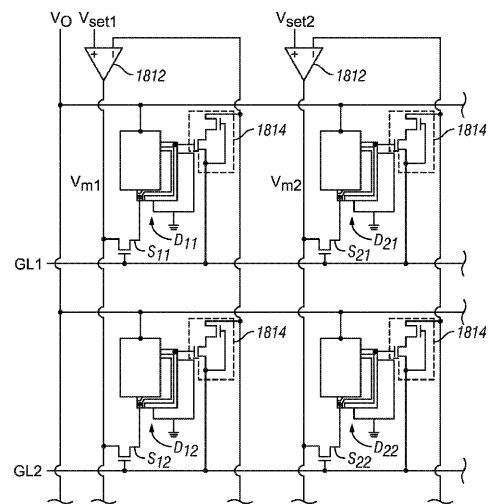 VO Vset1 Vset2
1812 1812
1814 1814
Vm1 Vm2
D11 D21
S11 S21
GL1
1814 1814
D12 D22
S12 S22
GL2